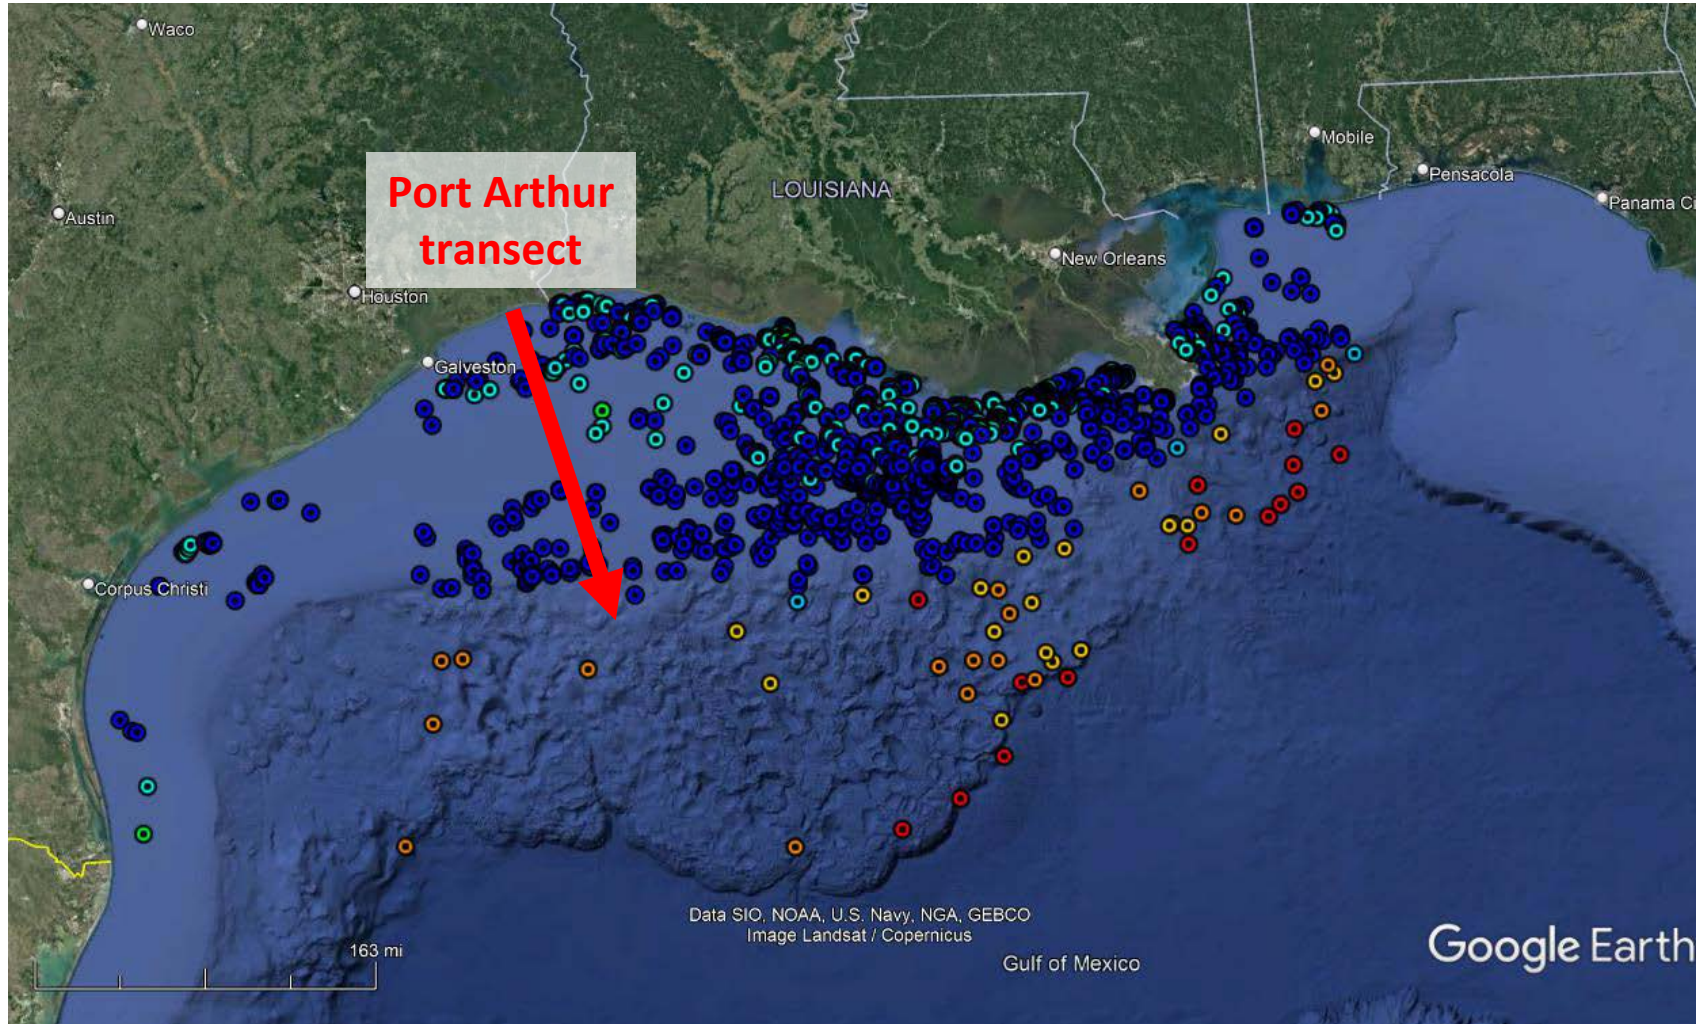 Waco
Mobile
Pensacola
Port Arthur
transect
LOUISIANA
Panama Ci
Austin
New Orleans
Houston
Galveston
Corpus Christi
Data SIO, NOAA, U.S. Navy, NGA, GEBCO
Image Landsat / Copernicus
163 mi
Gulf of Mexico
Google Earth